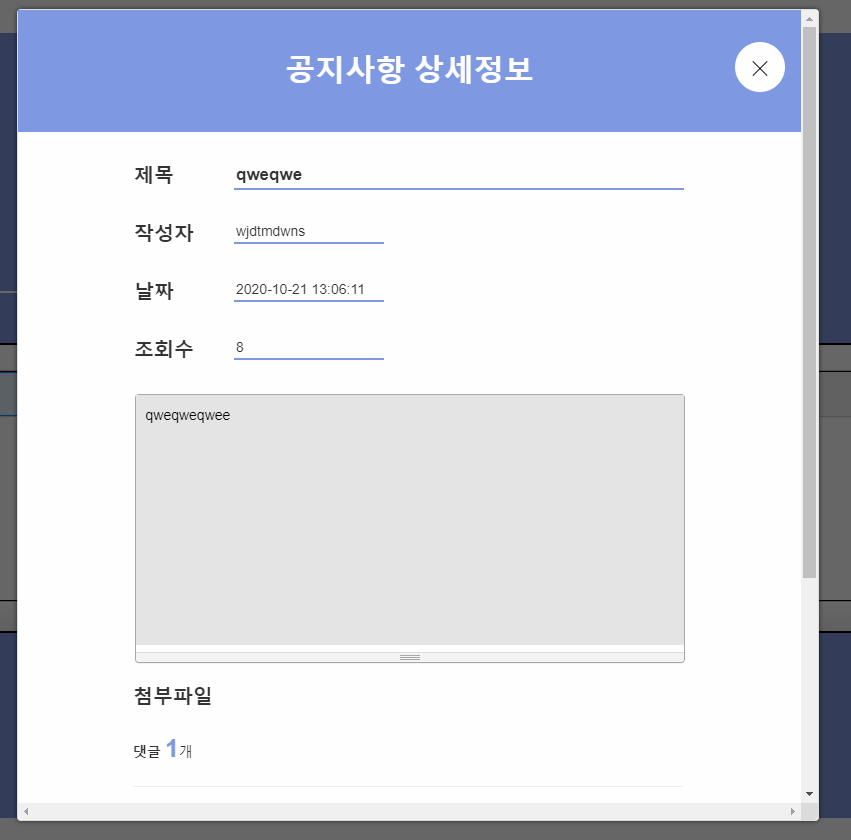 공지사항 상세정보
제목 qweqwe
작성자 wjdtmdwns
날짜 2020-10-21 13:06:11
조회수 8
qweqweqwee
첨부파일
댓글 1개